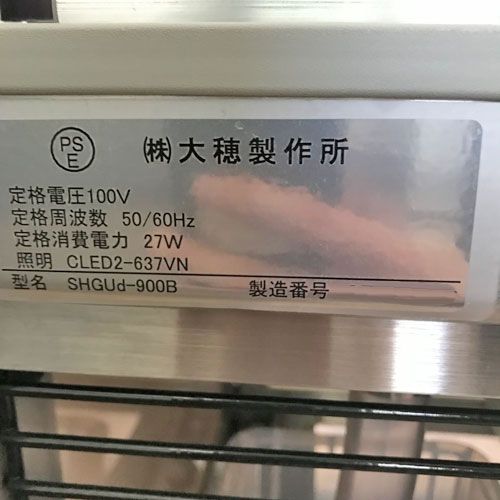 PSE ㈱大穂製作所
定格電圧100V
定格周波数 50/60Hz
定格消費電力 27W
照明 CLED2-637VN
型名 SHGUd-900B 製造番号